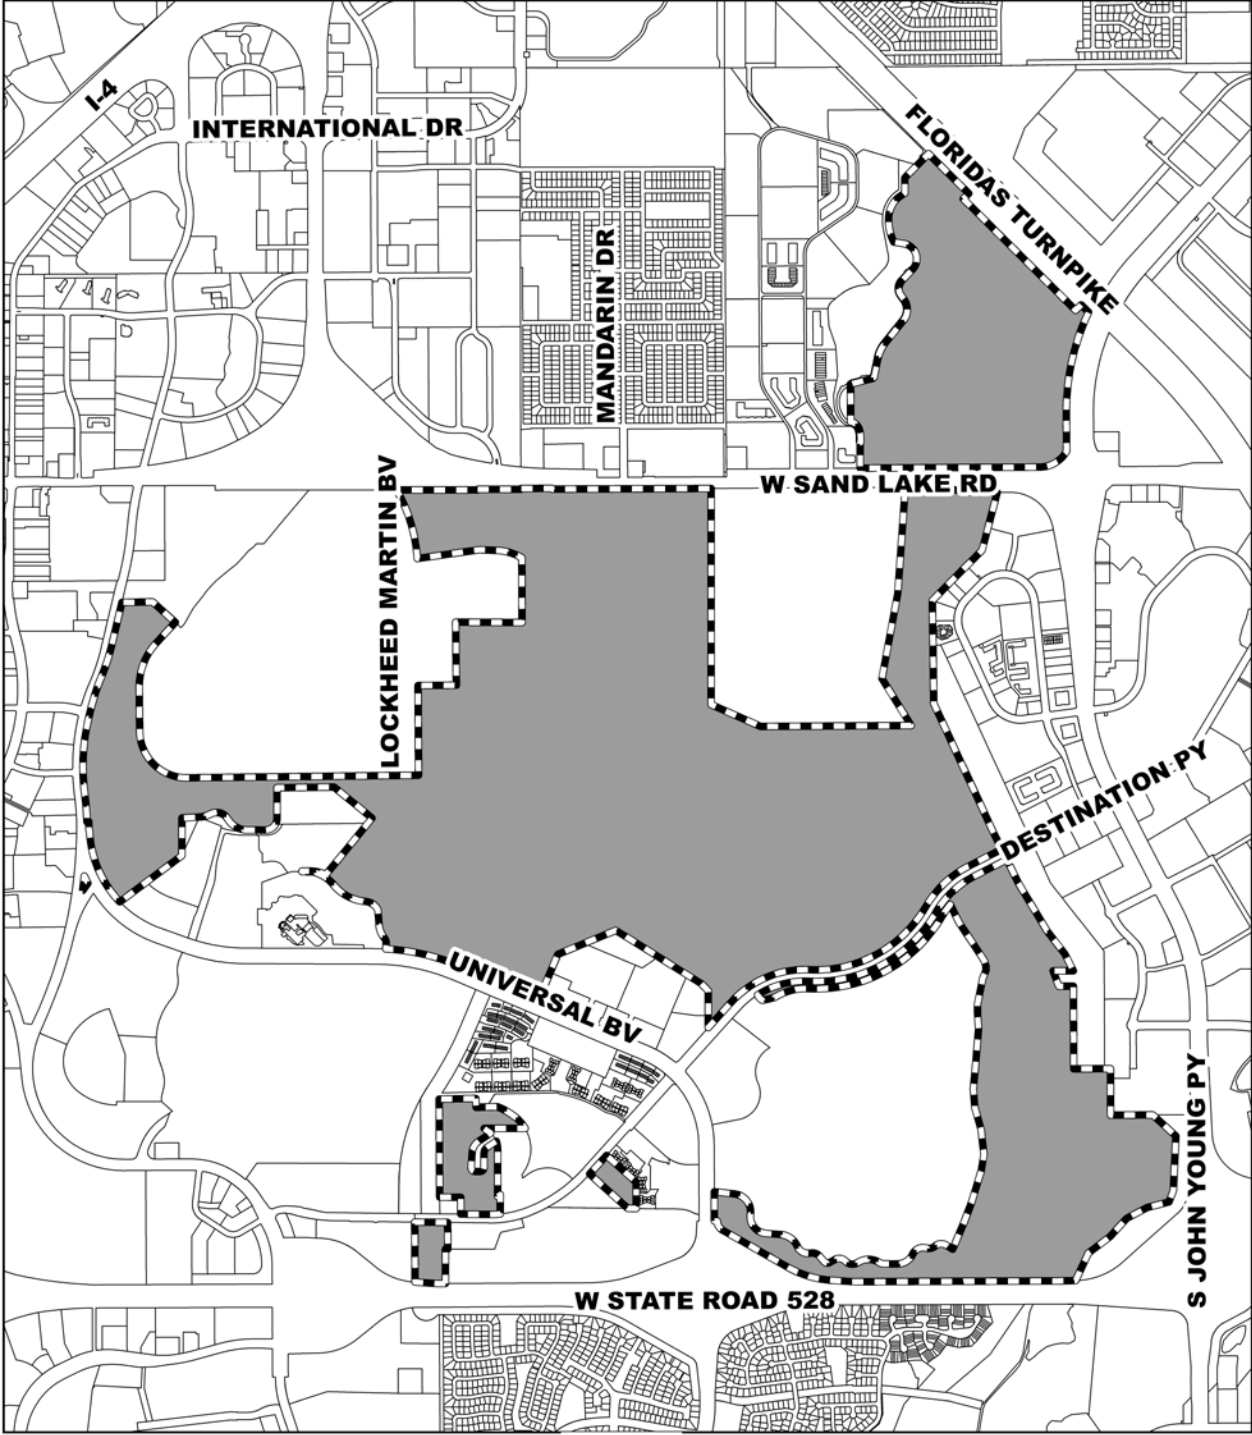 I-4
INTERNATIONAL DR
FLORIDAS TURNPIKE
MANDARIN DR
W SAND LAKE RD
LOCKHEED MARTIN BV
DESTINATION PY
UNIVERSAL BV
S JOHN YOUNG PY
W STATE ROAD 528